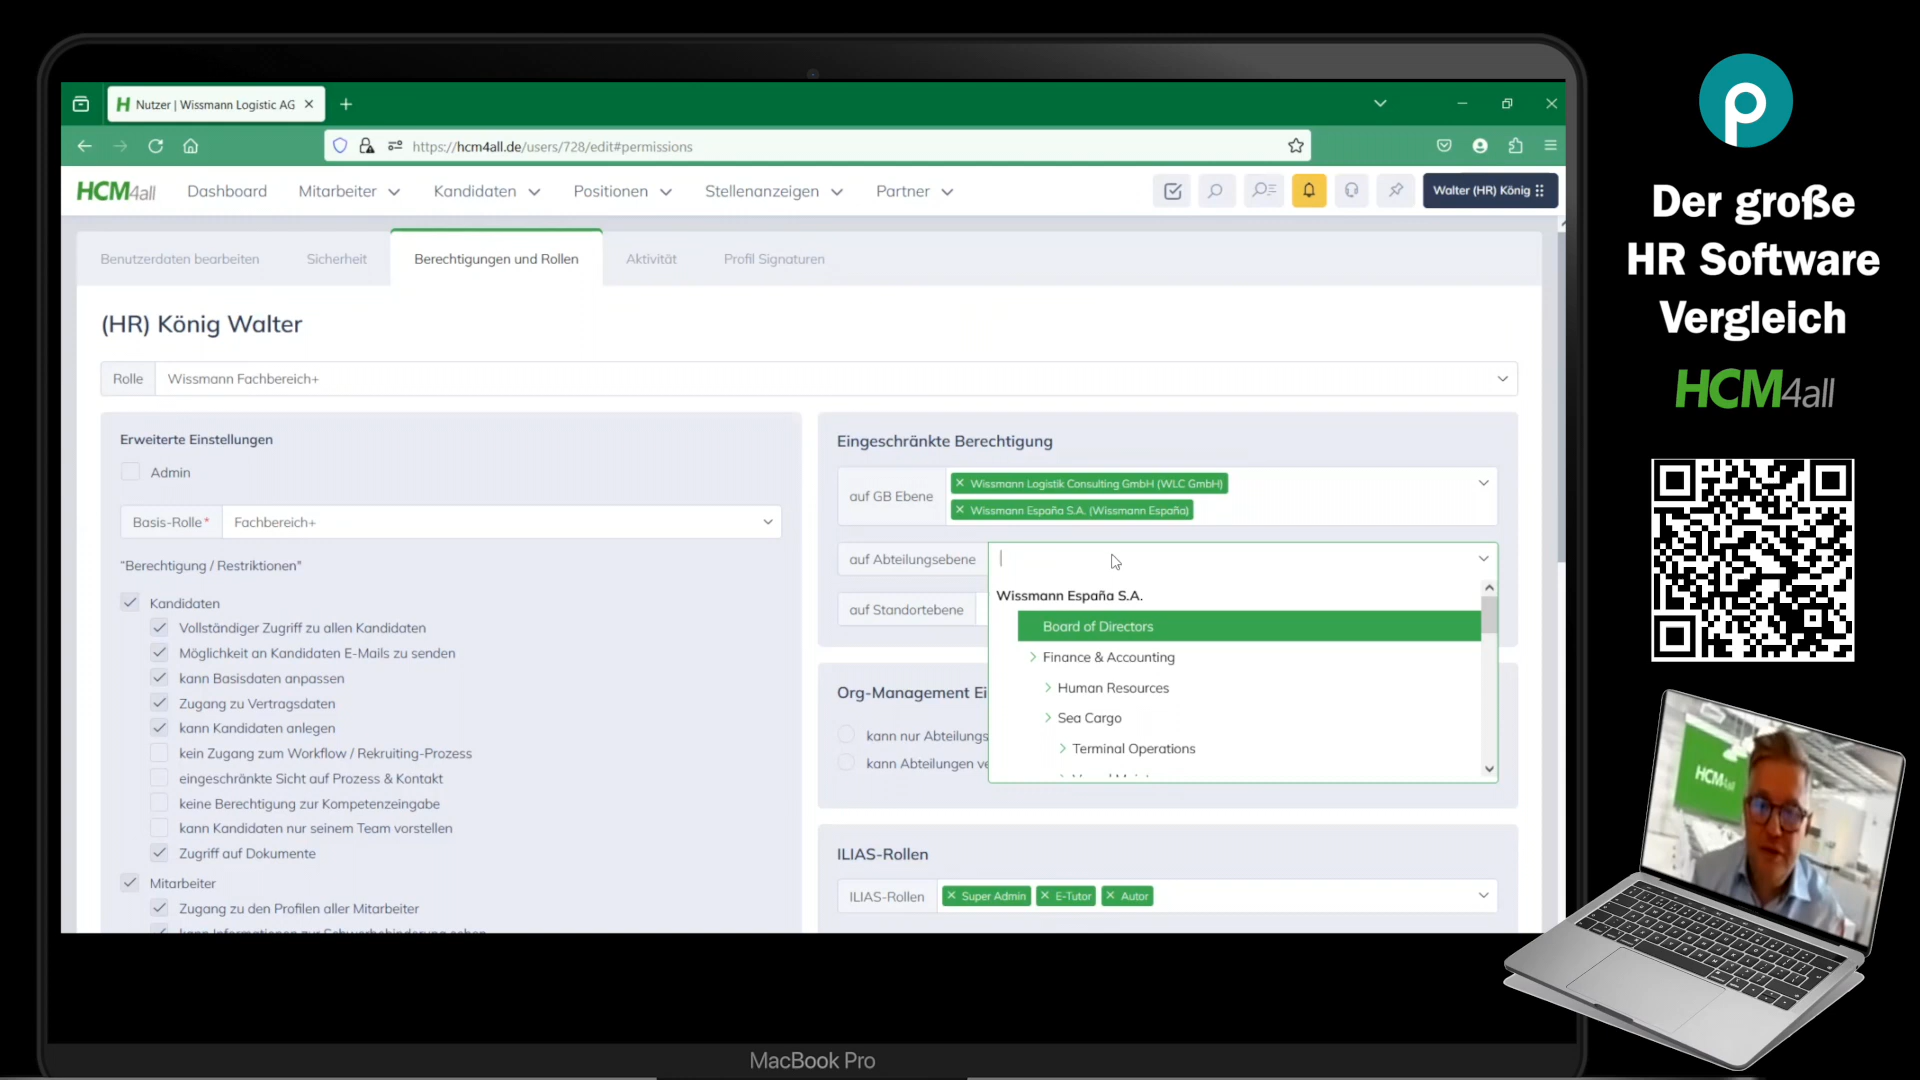 Nutzer | Wissmann Logistic AG
https://hcm4all.de/users/728/edit#permissions
HCM4all
Dashboard
Mitarbeiter
Kandidaten
Positionen
Stellenanzeigen
Partner
Walter (HR) König
Benutzerdaten bearbeiten
Sicherheit
Berechtigungen und Rollen
Aktivität
Profil Signaturen
(HR) König Walter
Rolle
Wissmann Fachbereich+
Erweiterte Einstellungen
Admin
Basis-Rolle*
Fachbereich+
"Berechtigung / Restriktionen"
Kandidaten
Vollständiger Zugriff zu allen Kandidaten
Möglichkeit an Kandidaten E-Mails zu senden
kann Basisdaten anpassen
Zugang zu Vertragsdaten
kann Kandidaten anlegen
kein Zugang zum Workflow / Rekruiting-Prozess
eingeschränkte Sicht auf Prozess & Kontakt
keine Berechtigung zur Kompetenzeingabe
kann Kandidaten nur seinem Team vorstellen
Zugriff auf Dokumente
Mitarbeiter
Zugang zu den Profilen aller Mitarbeiter
Eingeschränkte Berechtigung
auf GB Ebene
Wissmann Logistik Consulting GmbH (WLC GmbH)
Wissmann España S.A. (Wissmann España)
auf Abteilungsebene
auf Standortebene
Wissmann España S.A.
Board of Directors
Finance & Accounting
Human Resources
Sea Cargo
Terminal Operations
Org-Management Ei
kann nur Abteilungs
kann Abteilungen ve
ILIAS-Rollen
ILIAS-Rollen
Super Admin
E-Tutor
Autor
MacBook Pro
p
Der große
HR Software
Vergleich
HCM4all
HCM4all